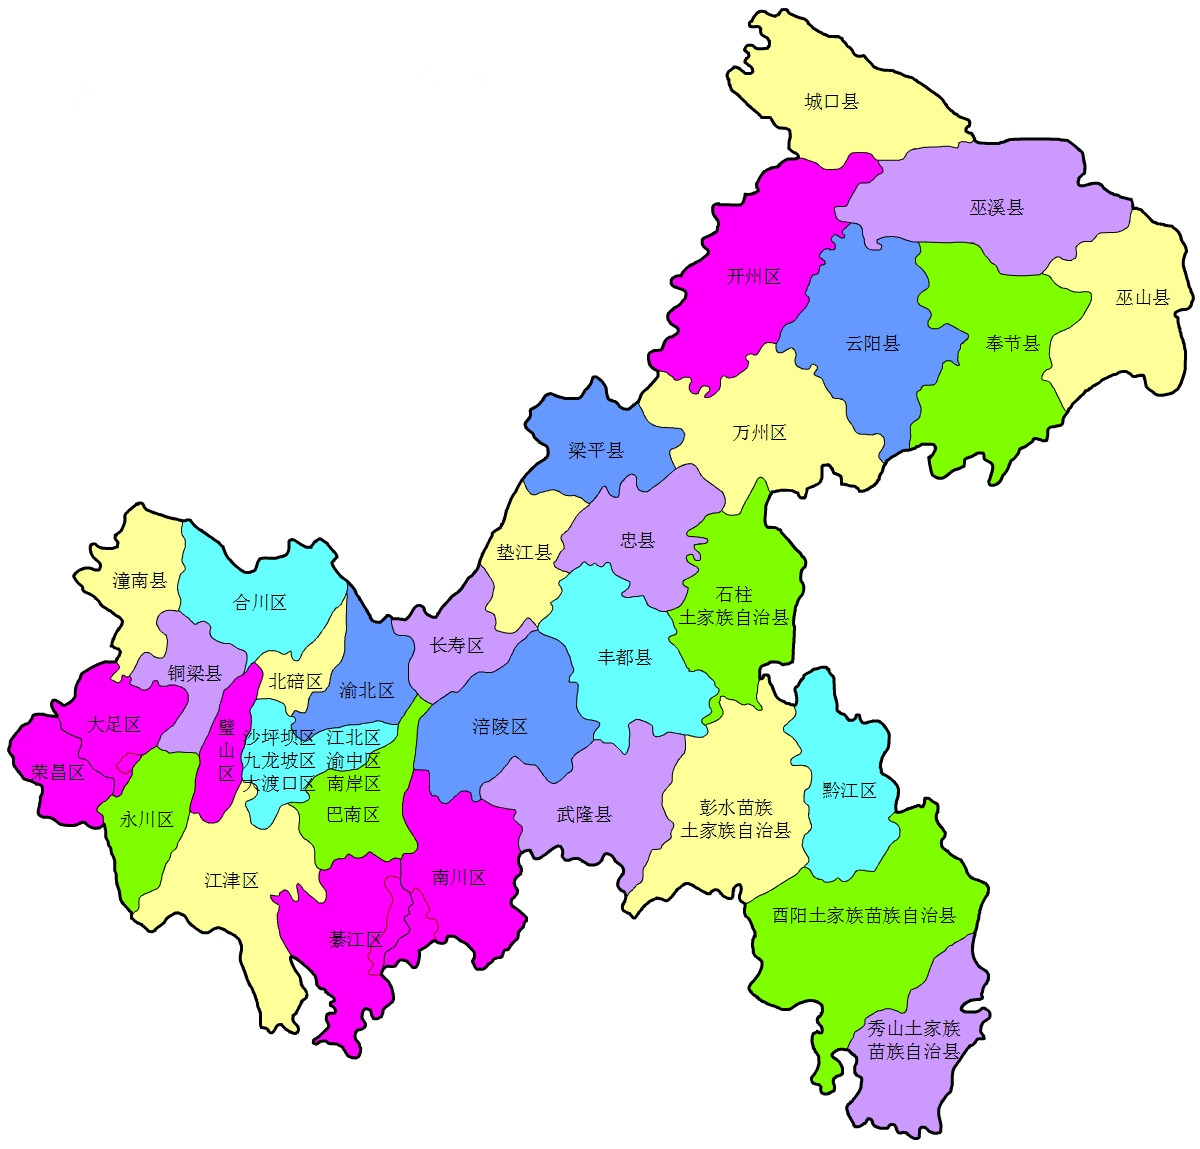 城口县
巫溪县
开州区
巫山县
云阳县
奉节县
万州区
梁平县
忠县
垫江县
潼南县
合川区
石柱
土家族自治县
长寿区
丰都县
铜梁县
北碚区
渝北区
大足区
璧
山
区
涪陵区
沙坪坝区
江北区
九龙坡区
渝中区
大渡口区
南岸区
荣昌区
黔江区
彭水苗族
土家族自治县
永川区
巴南区
武隆县
江津区
南川区
酉阳土家族苗族自治县
綦江区
秀山土家族
苗族自治县